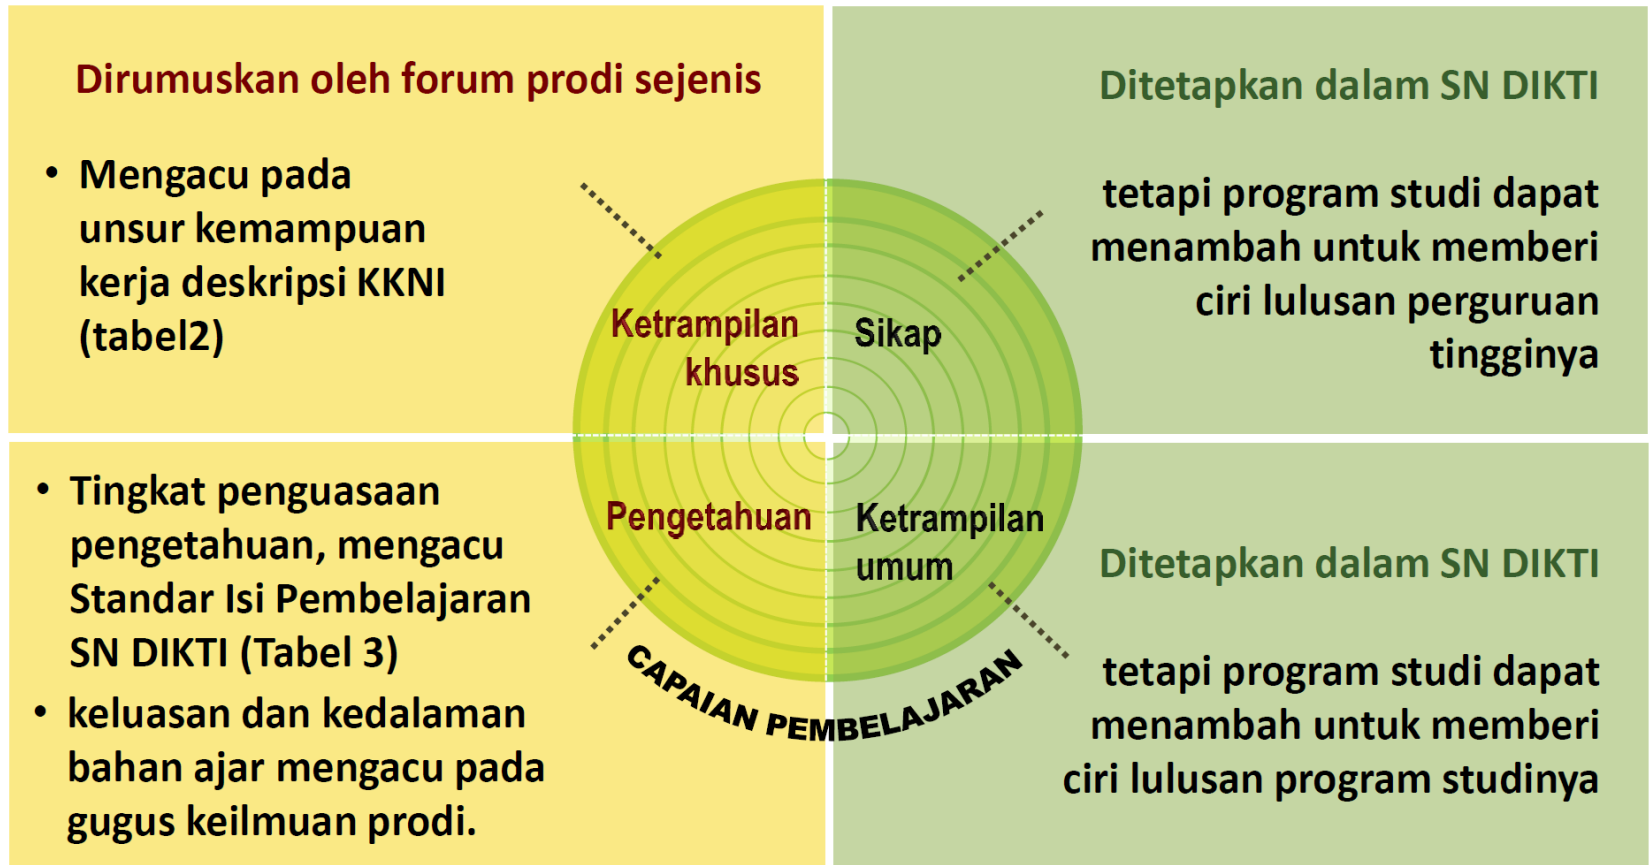 Dirumuskan oleh forum prodi sejenis
• Mengacu pada
unsur kemampuan
kerja deskripsi KKNI
(tabel2)
Ditetapkan dalam SN DIKTI
tetapi program studi dapat
menambah untuk memberi
ciri lulusan perguruan
tingginya
Ketrampilan
khusus
Sikap
Pengetahuan
Ketrampilan
umum
CAPAIAN PEMBELAJARAN
• Tingkat penguasaan
pengetahuan, mengacu
Standar Isi Pembelajaran
SN DIKTI (Tabel 3)
• keluasan dan kedalaman
bahan ajar mengacu pada
gugus keilmuan prodi.
Ditetapkan dalam SN DIKTI
tetapi program studi dapat
menambah untuk memberi
ciri lulusan program studinya